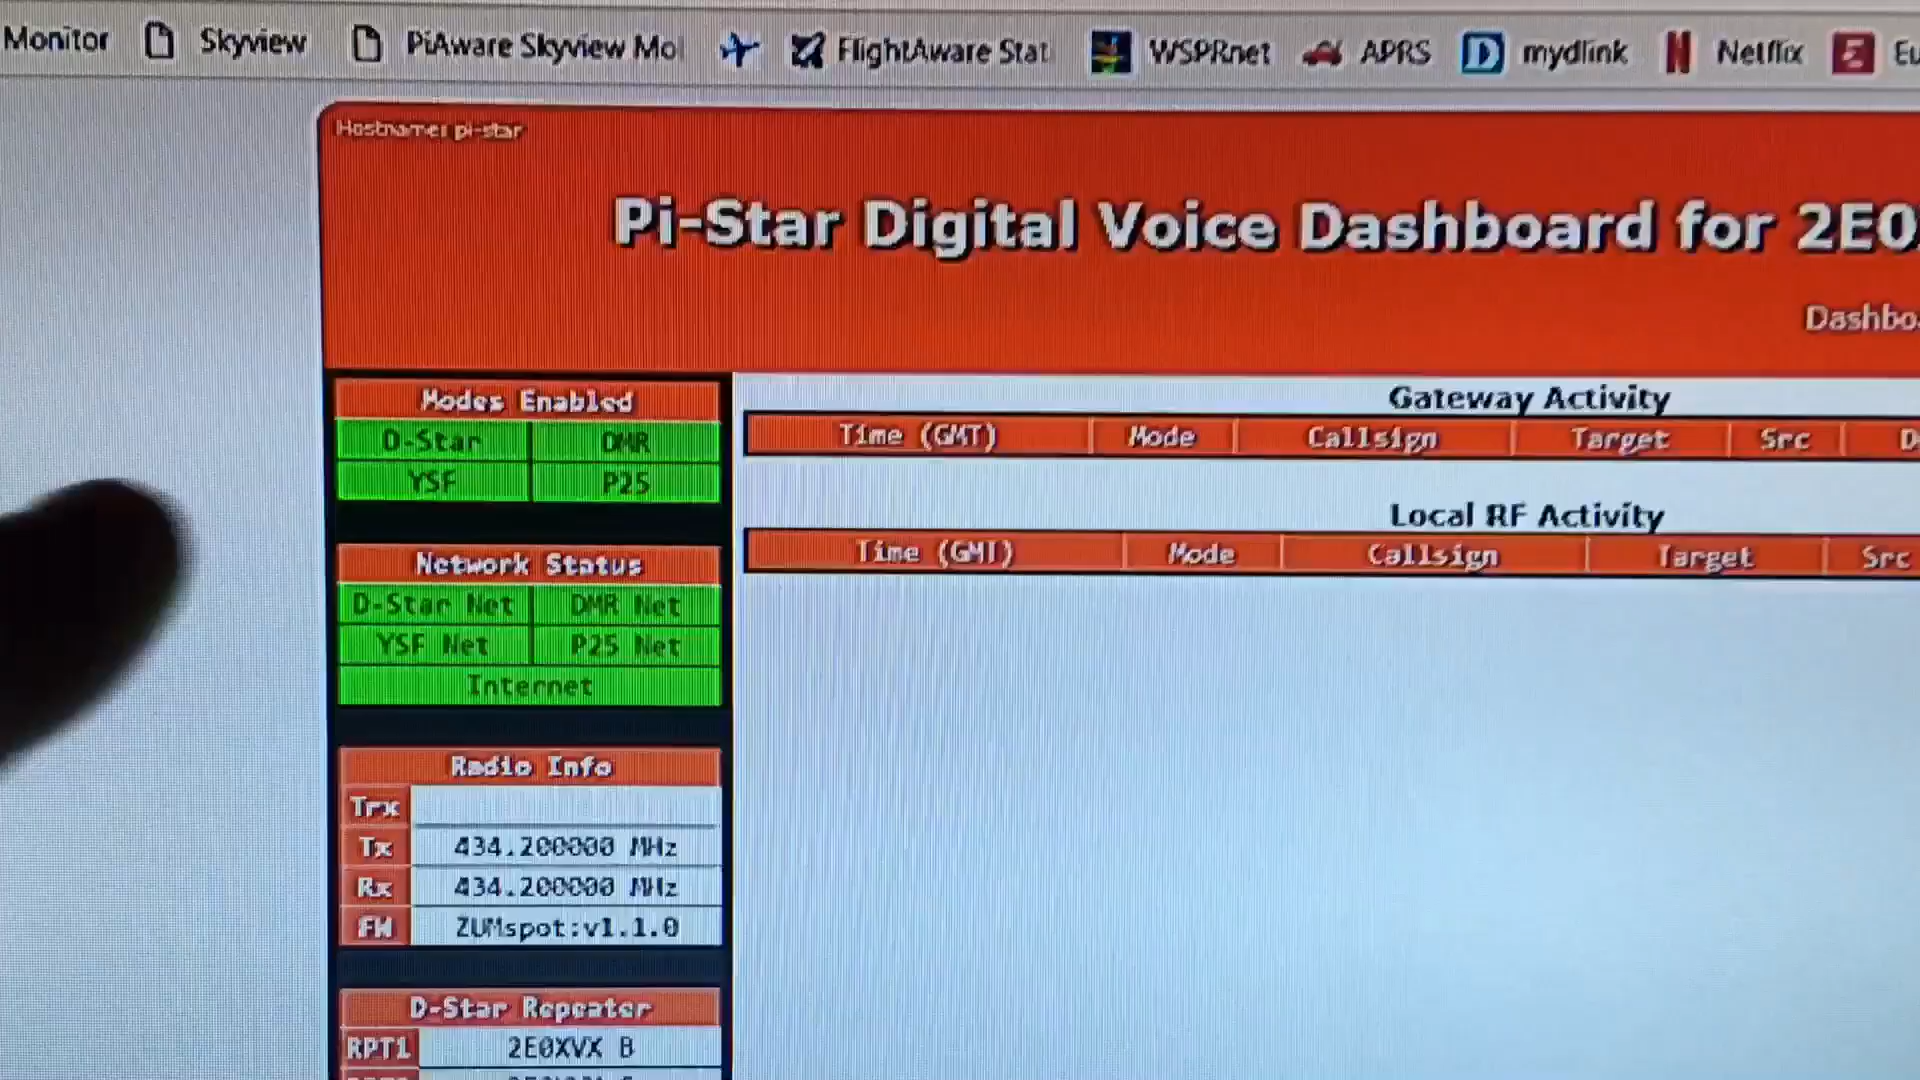 Monitor Skyview PiAware Skyview Mo FlightAware Stat WSPRnet APRS mydlink Netflix Eu
Hostname: pi-star
Pi-Star Digital Voice Dashboard for 2E0
Dashbo
Modes Enabled
D-Star DMR
YSF P25
Network Status
D-Star Net DMR Net
YSF Net P25 Net
Internet
Radio Info
Trx
Tx 434.200000 MHz
Rx 434.200000 MHz
FW ZUMspot:v1.1.0
D-Star Repeater
RPT1 2E0XVX B
Gateway Activity
Time (GMT) Mode Callsign Target Src D
Local RF Activity
Time (GMT) Mode Callsign Target Src